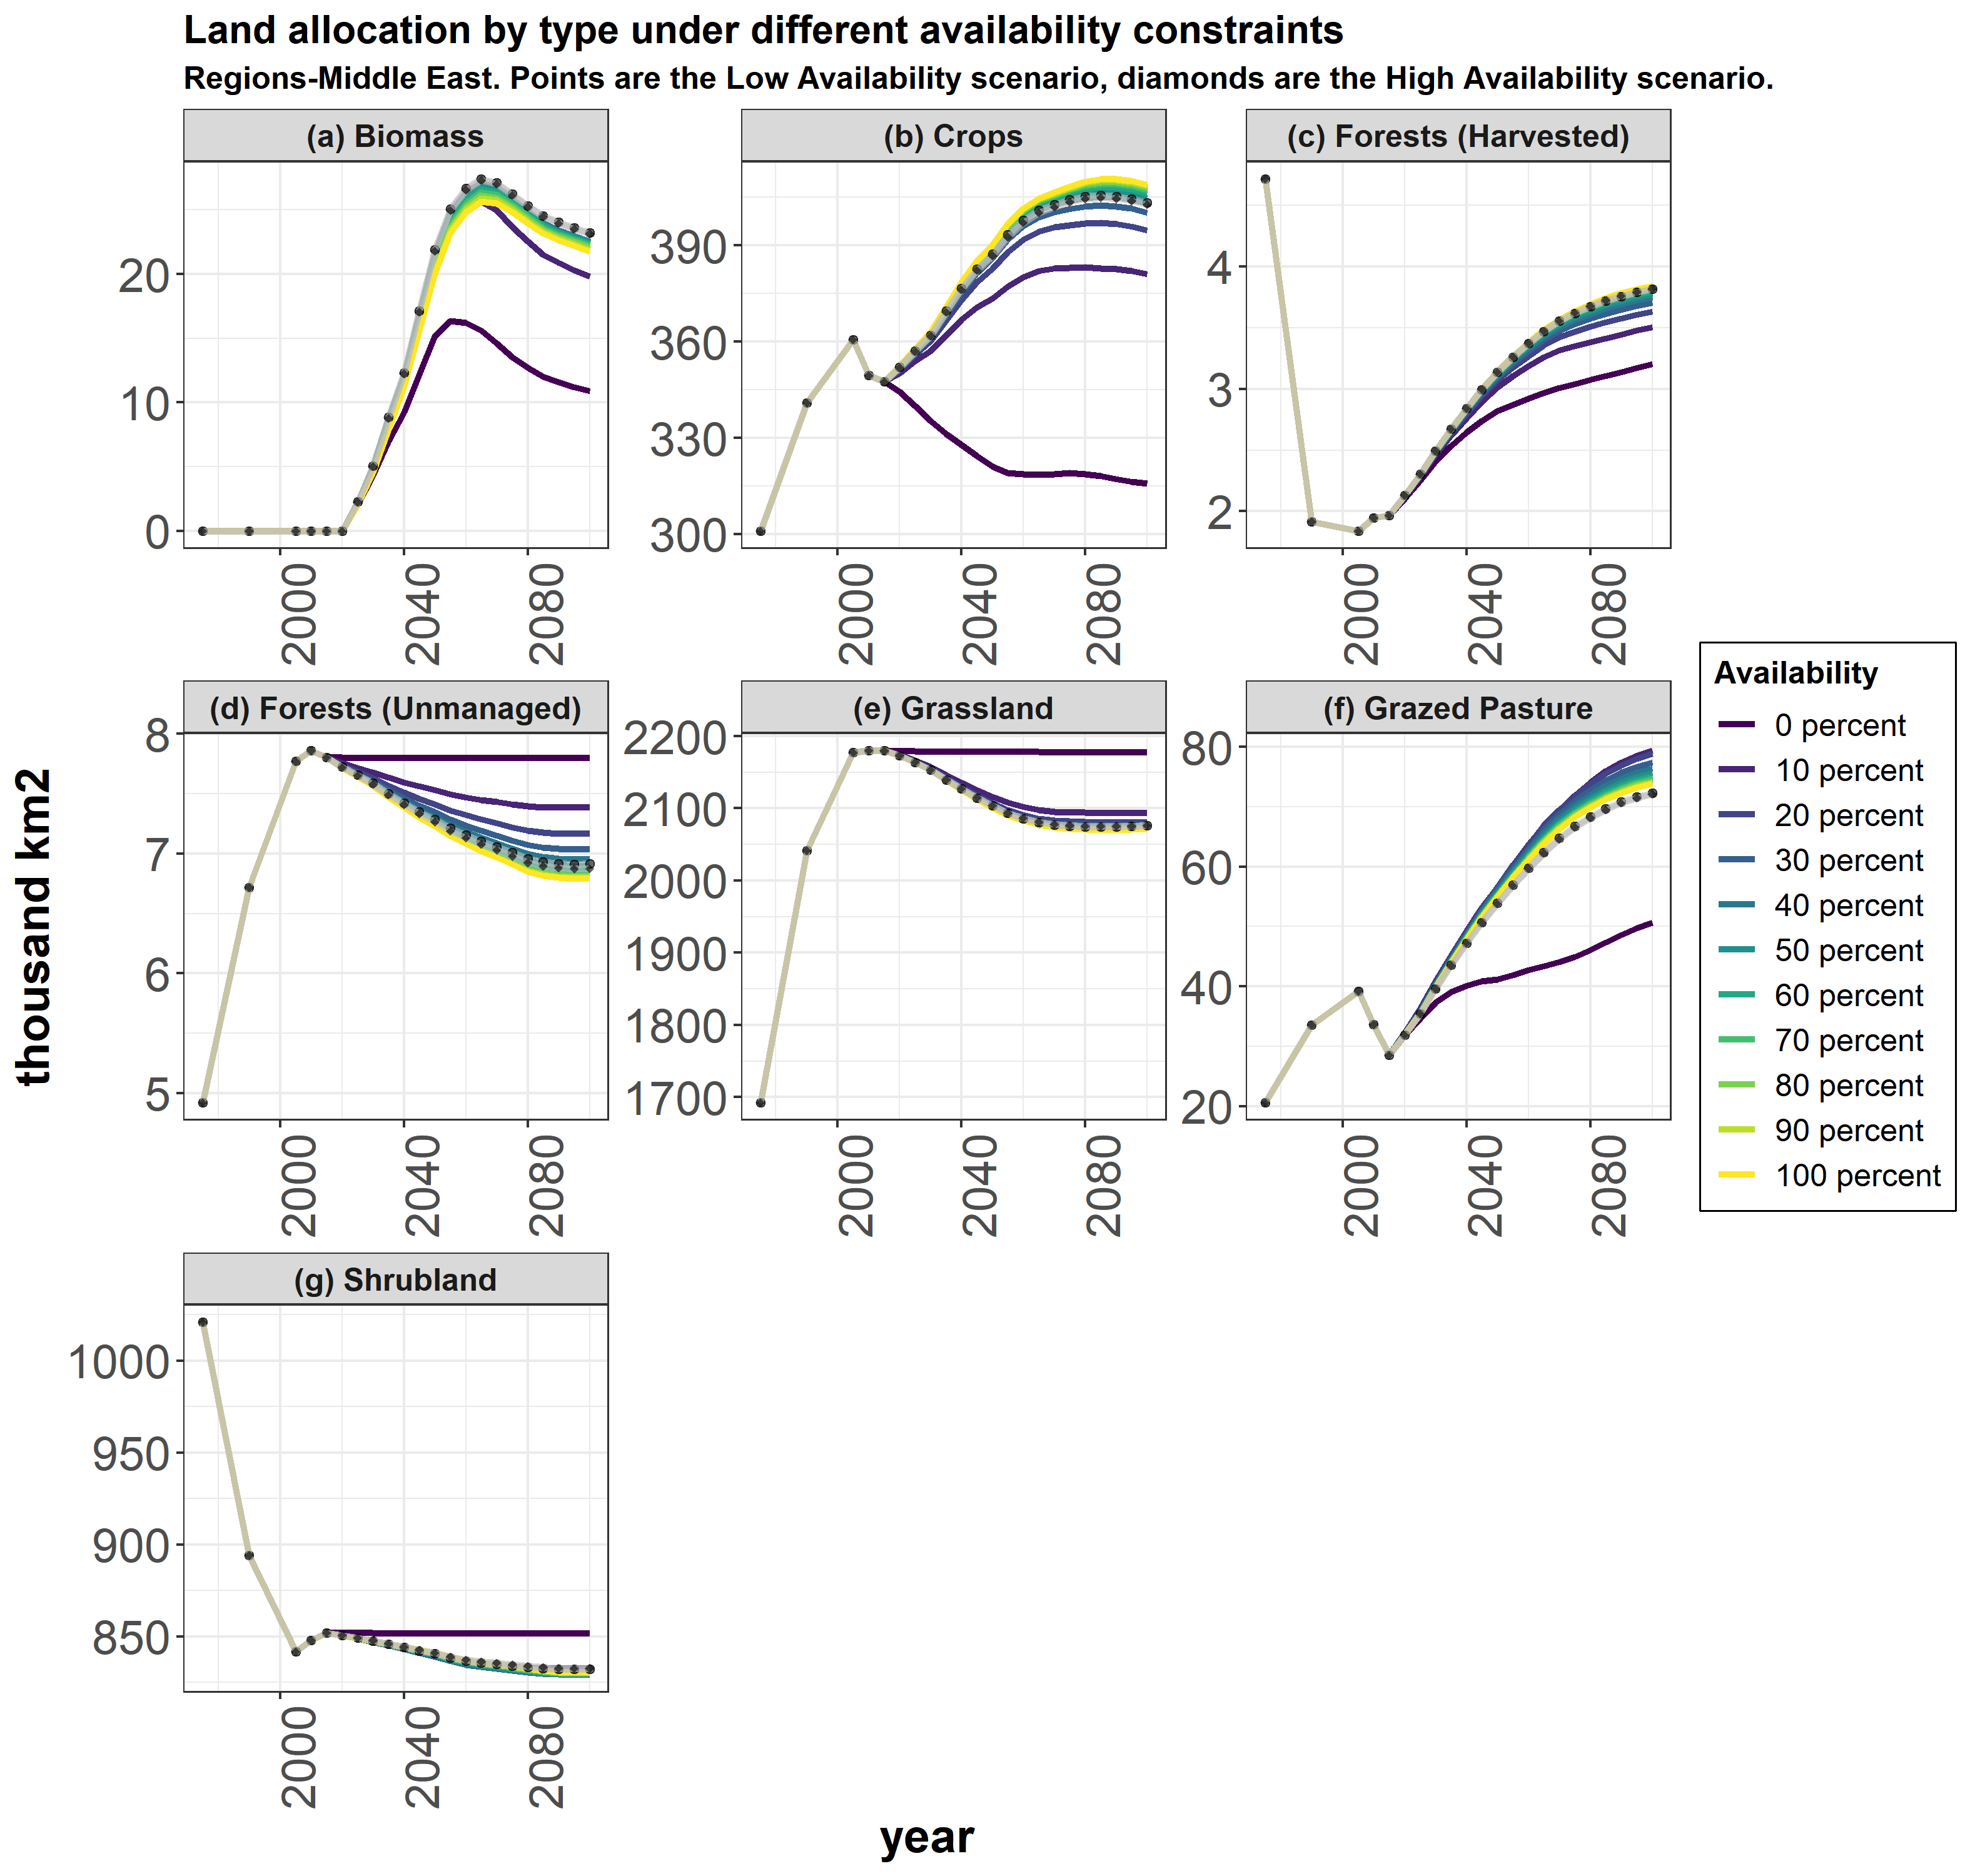 Land allocation by type under different availability constraints
Regions-Middle East. Points are the Low Availability scenario, diamonds are the High Availability scenario.
(a) Biomass
(b) Crops
(c) Forests (Harvested)
20
10
0
390
360
330
300
4
3
2
2000
2040
2080
2000
2040
2080
2000
2040
2080
(d) Forests (Unmanaged)
(e) Grassland
(f) Grazed Pasture
8
7
6
5
2200
2100
2000
1900
1800
1700
80
60
40
20
2000
2040
2080
2000
2040
2080
2000
2040
2080
(g) Shrubland
1000
950
900
850
2000
2040
2080
thousand km2
year
Availability
0 percent
10 percent
20 percent
30 percent
40 percent
50 percent
60 percent
70 percent
80 percent
90 percent
100 percent